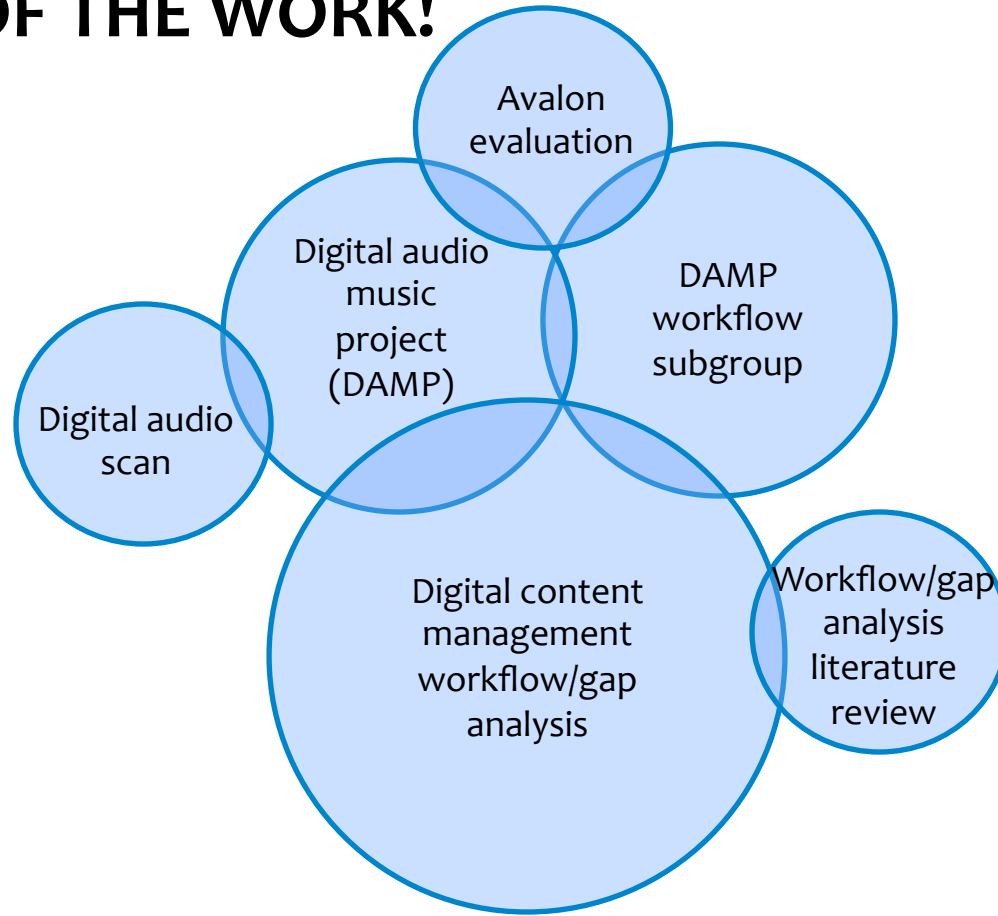 OF THE WORK!
Avalon
evaluation
Digital audio
music
project
(DAMP)
DAMP
workflow
subgroup
Digital audio
scan
Digital content
management
workflow/gap
analysis
Workflow/gap
analysis
literature
review